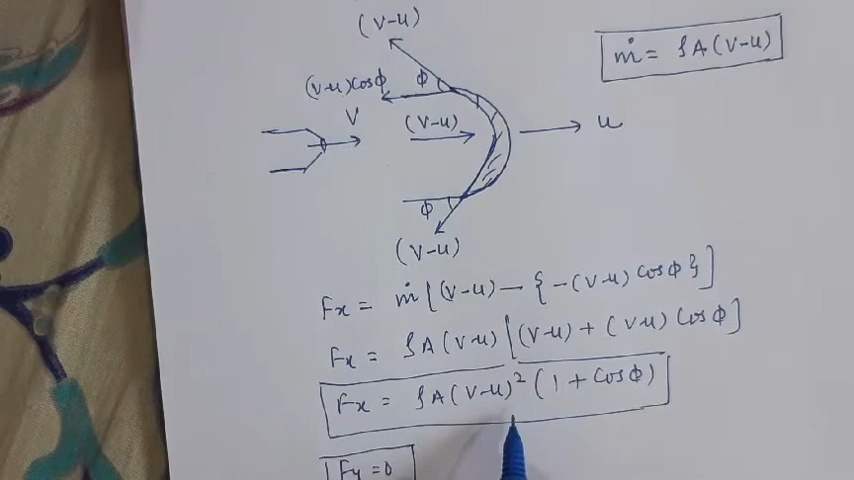 (V-u)
ṁ = ρA(V-u)
(V-u)cosϕ
ϕ
V
(V-u)
u
ϕ
(V-u)
Fx = ṁ[(V-u) - {-(V-u) cosϕ}]
Fx = ρA(V-u)[(V-u) + (V-u) Cosϕ]
Fx = ρA(V-u)² (1 + Cosϕ)
Fy = 0